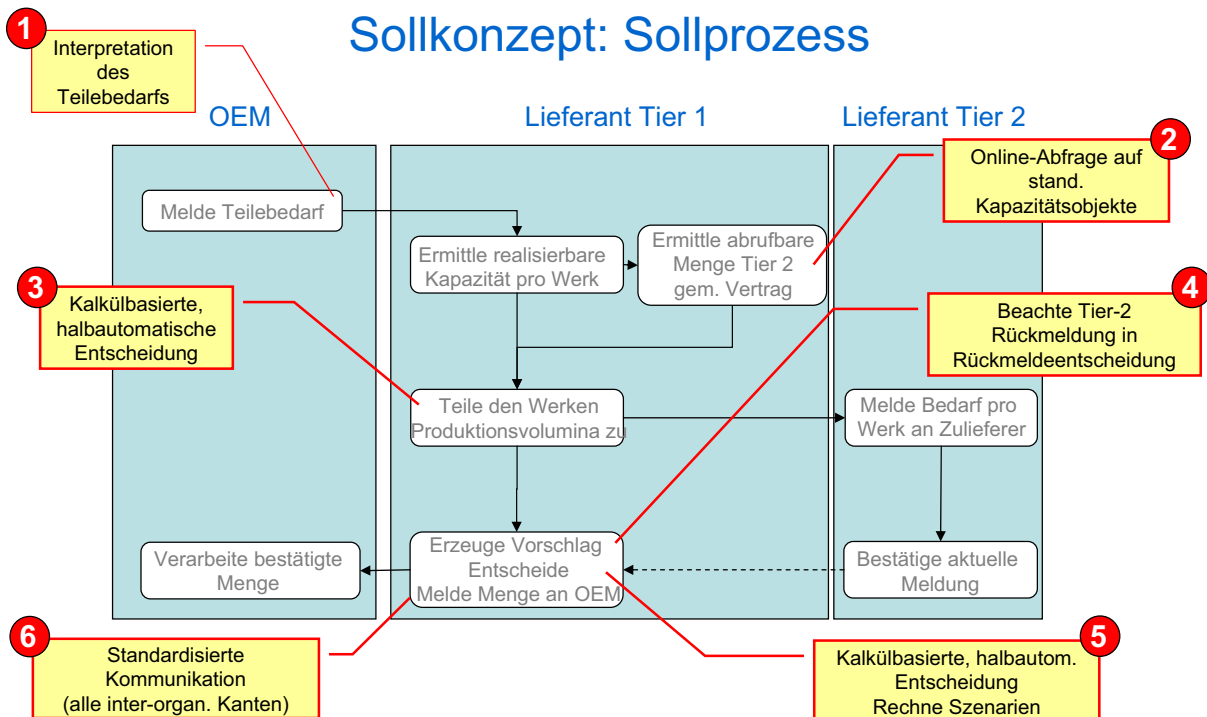 Sollkonzept: Sollprozess
1
Interpretation
des
Teilebedarfs
OEM
Lieferant Tier 1
Lieferant Tier 2
2
Online-Abfrage auf
stand.
Kapazitätsobjekte
Melde Teilebedarf
Ermittle realisierbare
Kapazität pro Werk
Ermittle abrufbare
Menge Tier 2
gem. Vertrag
3
Kalkülbasierte,
halbautomatische
Entscheidung
4
Beachte Tier-2
Rückmeldung in
Rückmeldeentscheidung
Teile den Werken
Produktionsvolumina zu
Melde Bedarf pro
Werk an Zulieferer
Verarbeite bestätigte
Menge
Erzeuge Vorschlag
Entscheide
Melde Menge an OEM
Bestätige aktuelle
Meldung
6
Standardisierte
Kommunikation
(alle inter-organ. Kanten)
5
Kalkülbasierte, halbautom.
Entscheidung
Rechne Szenarien